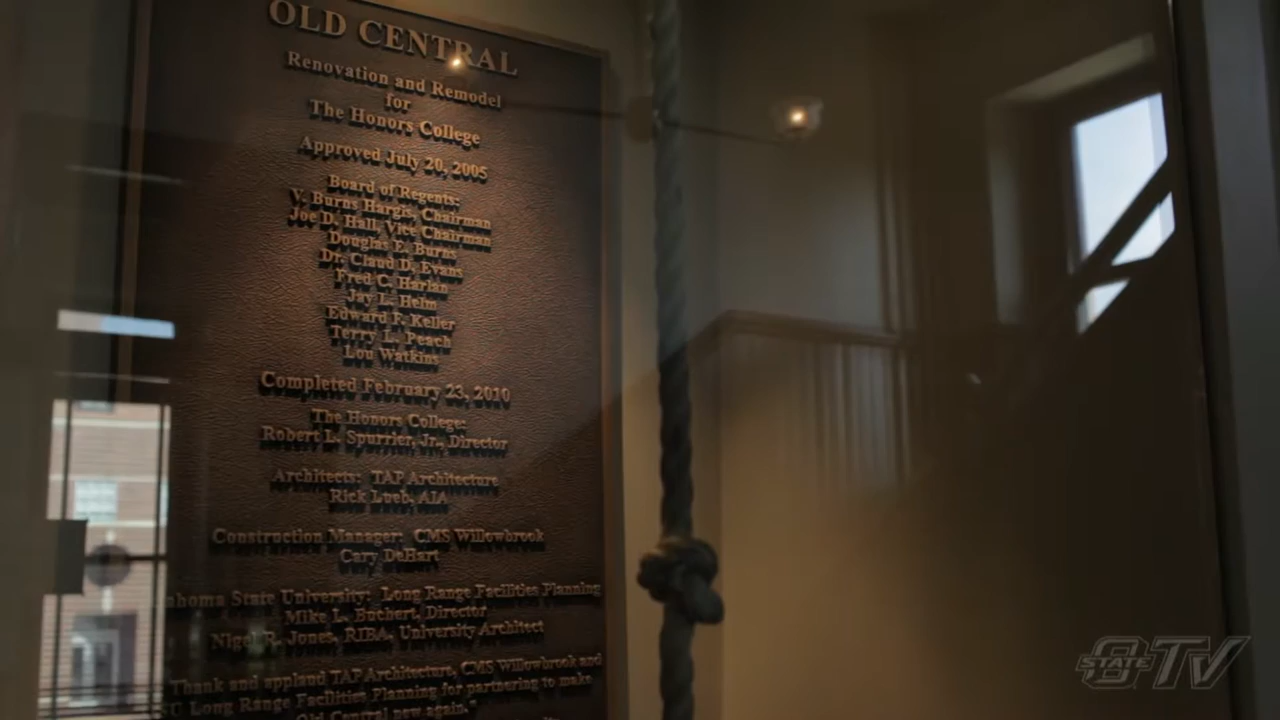 OLD CENTRAL
Renovation and Remodel
for
The Honors College
Approved July 20, 2005
Board of Regents:
V. Burns Hargis, Chairman
Joe D. Hall, Vice Chairman
Douglas E. Burns
Dr. Claud D. Evans
Fred C. Harlan
Jay L. Helm
Edward F. Keller
Terry L. Peach
Lou Watkins
Completed February 23, 2010
The Honors College:
Robert L. Spurrier, Jr., Director
Architects: TAP Architecture
Rick Lueb, AIA
Construction Manager: CMS Willowbrook
Cary DeHart
ahoma State University: Long Range Facilities Planning
Mike L. Buchert, Director
Nigel R. Jones, RIBA, University Architect
Thank and applaud TAP Architecture, CMS Willowbrook and
SU Long Range Facilities Planning for partnering to make
Old Central new again."
STATE
OTV